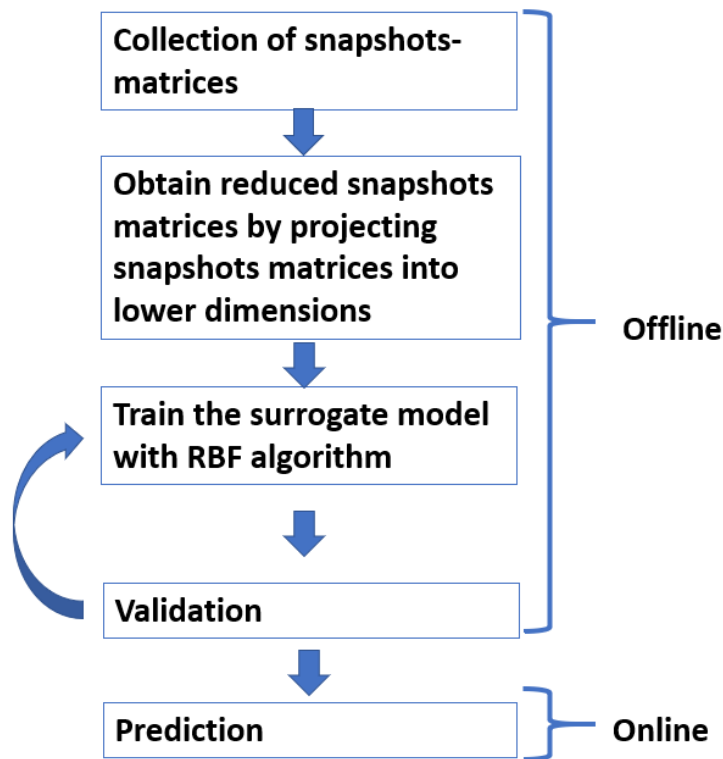 Collection of snapshots-
matrices
Obtain reduced snapshots
matrices by projecting
snapshots matrices into
lower dimensions
Offline
Train the surrogate model
with RBF algorithm
Validation
Prediction
Online